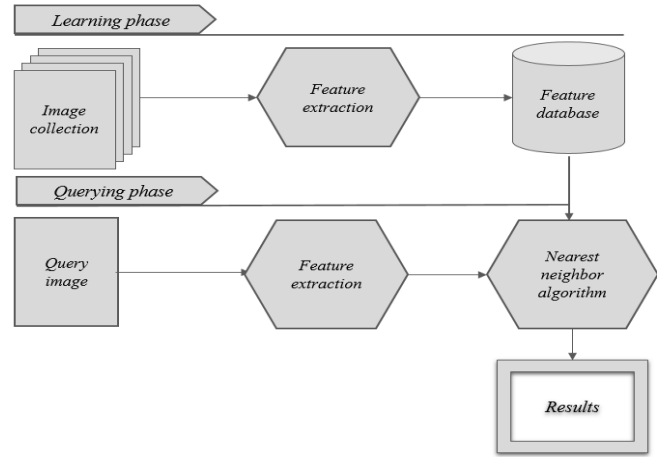 Learning phase
Image
collection
Feature
extraction
Feature
database
Querying phase
Query
image
Feature
extraction
Nearest
neighbor
algorithm
Results